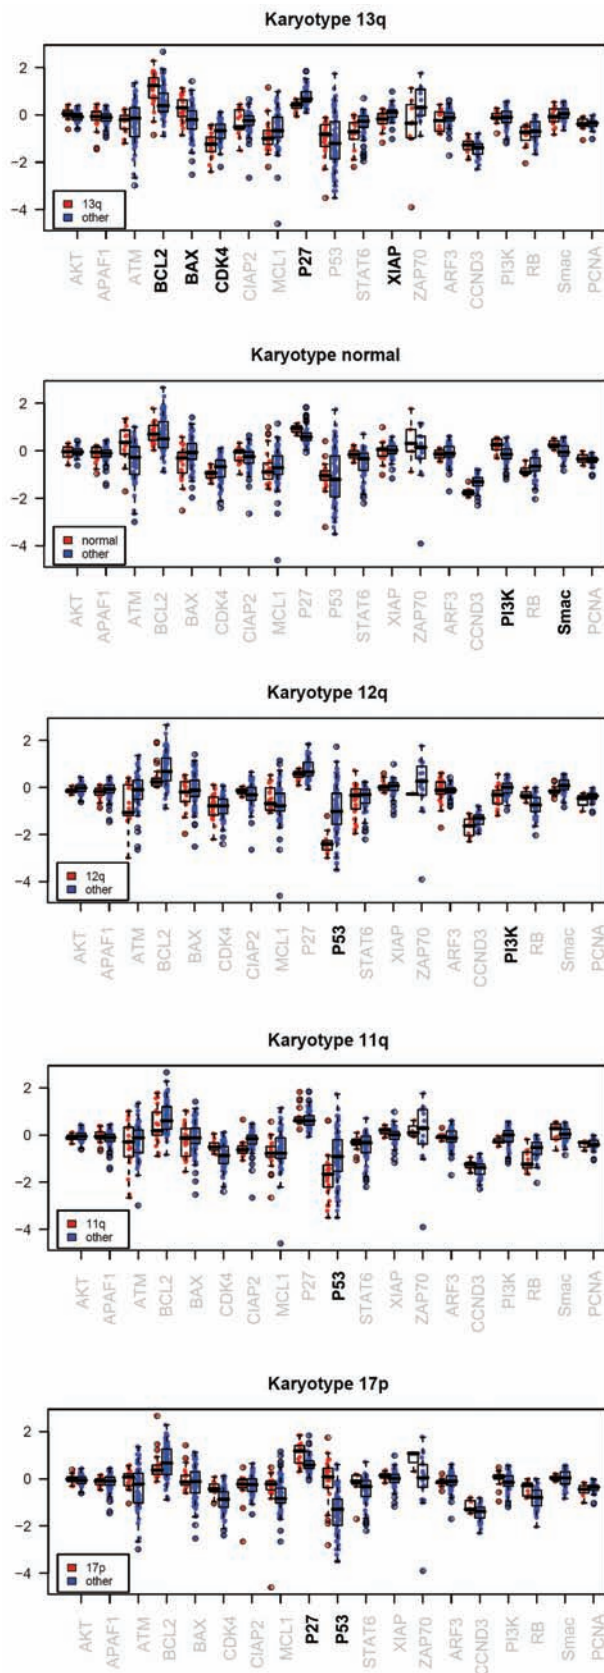 Karyotype 13q
2
0
−2
−4
13q
other
AKT
APAF1
ATM
BCL2
BAX
CDK4
CIAP2
MCL1
P27
P53
STAT6
XIAP
ZAP70
ARF3
CCND3
PI3K
RB
Smac
PCNA
Karyotype normal
2
0
−2
−4
normal
other
AKT
APAF1
ATM
BCL2
BAX
CDK4
CIAP2
MCL1
P27
P53
STAT6
XIAP
ZAP70
ARF3
CCND3
PI3K
RB
Smac
PCNA
Karyotype 12q
2
0
−2
−4
12q
other
AKT
APAF1
ATM
BCL2
BAX
CDK4
CIAP2
MCL1
P27
P53
STAT6
XIAP
ZAP70
ARF3
CCND3
PI3K
RB
Smac
PCNA
Karyotype 11q
2
0
−2
−4
11q
other
AKT
APAF1
ATM
BCL2
BAX
CDK4
CIAP2
MCL1
P27
P53
STAT6
XIAP
ZAP70
ARF3
CCND3
PI3K
RB
Smac
PCNA
Karyotype 17p
2
0
−2
−4
17p
other
AKT
APAF1
ATM
BCL2
BAX
CDK4
CIAP2
MCL1
P27
P53
STAT6
XIAP
ZAP70
ARF3
CCND3
PI3K
RB
Smac
PCNA